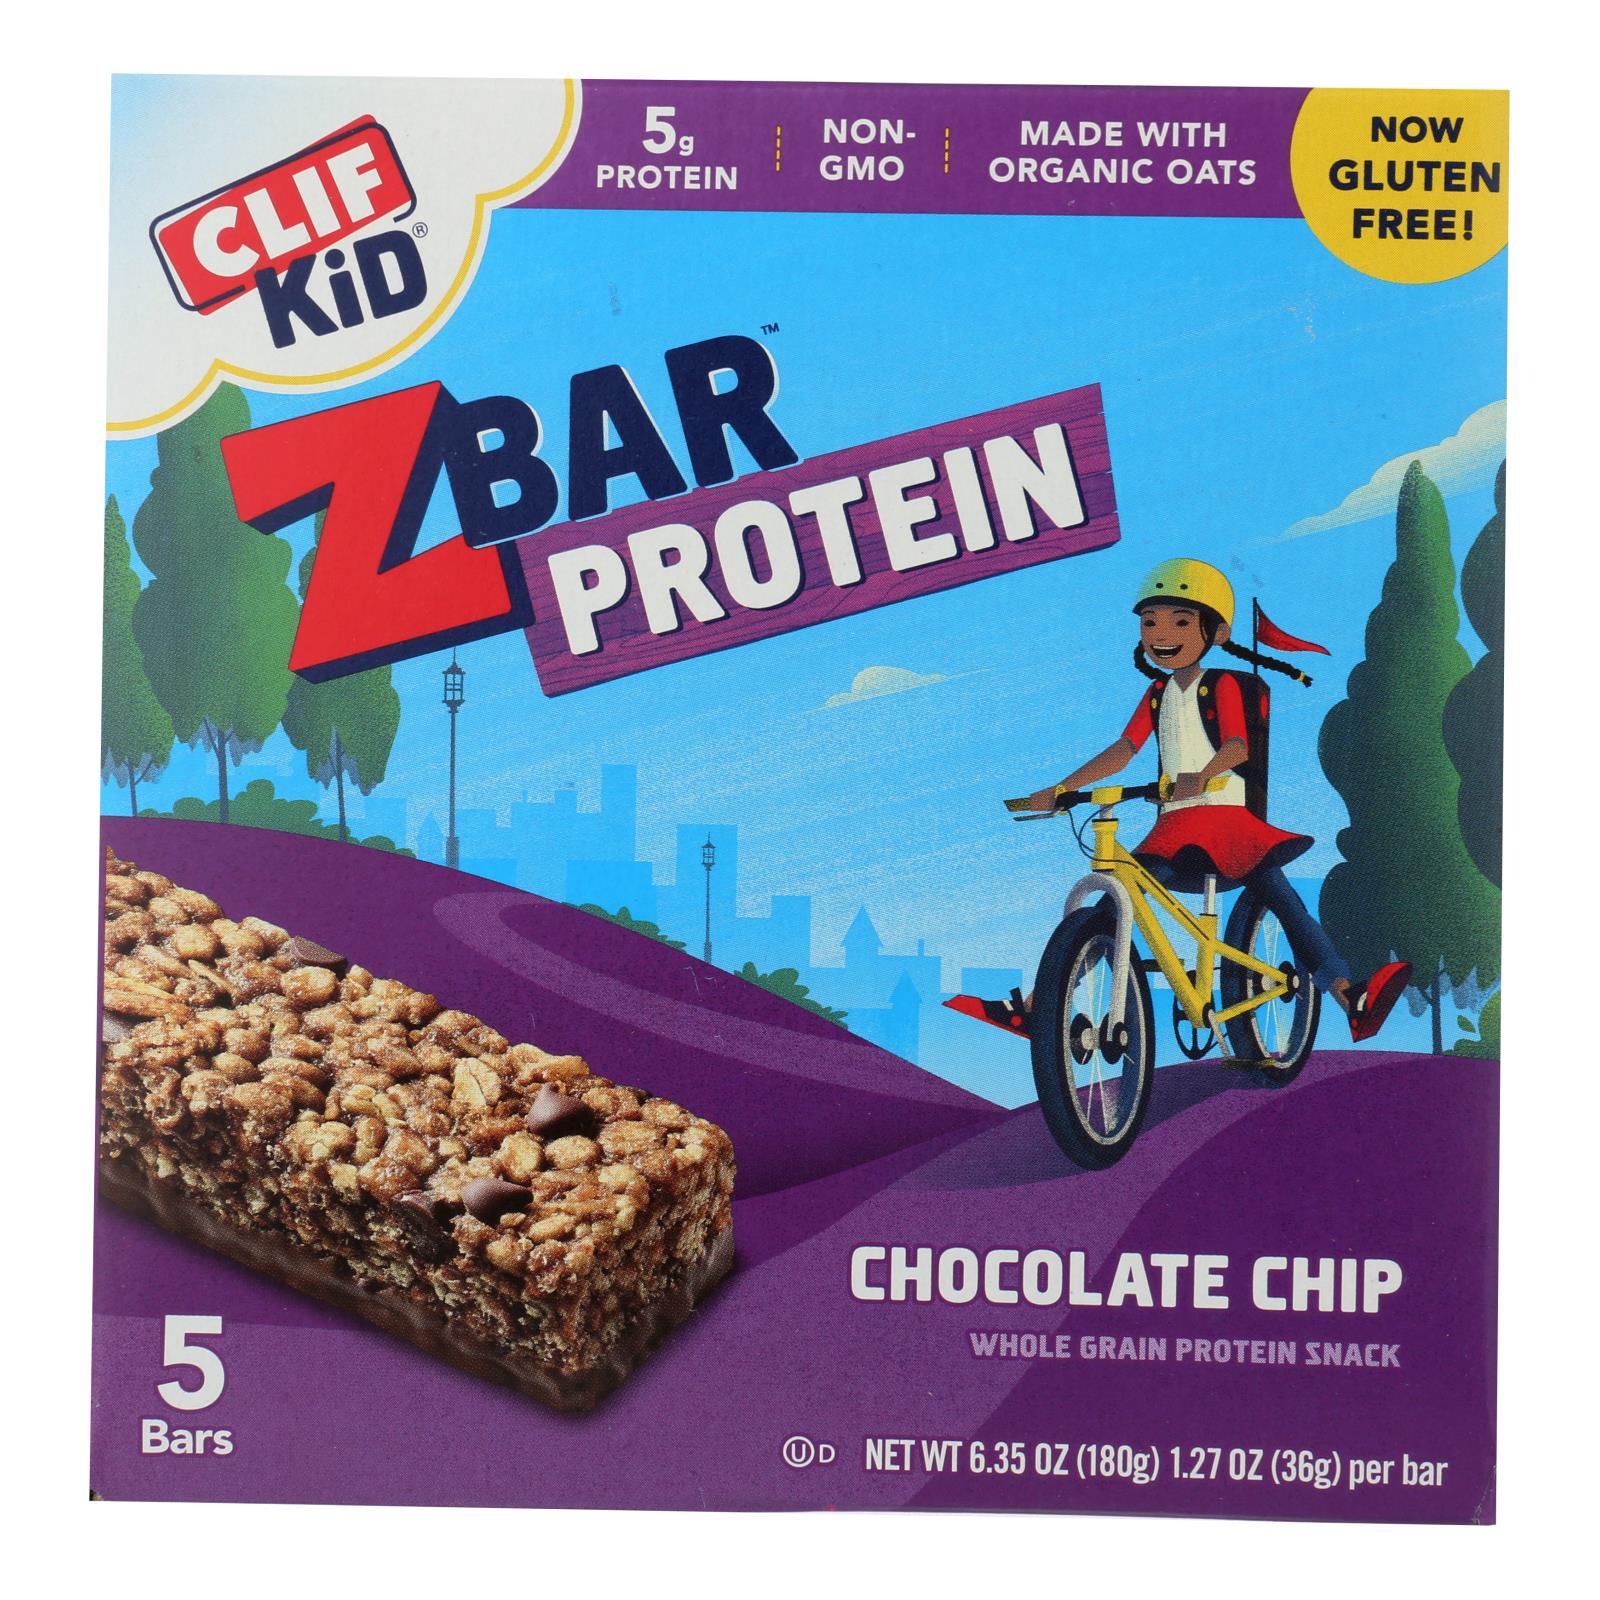 CLIF
KiD®
5g
PROTEIN
NON-
GMO
MADE WITH
ORGANIC OATS
NOW
GLUTEN
FREE!
ZBAR™
PROTEIN
CHOCOLATE CHIP
WHOLE GRAIN PROTEIN SNACK
5
Bars
Ⓤ D NET WT 6.35 OZ (180g) 1.27 OZ (36g) per bar